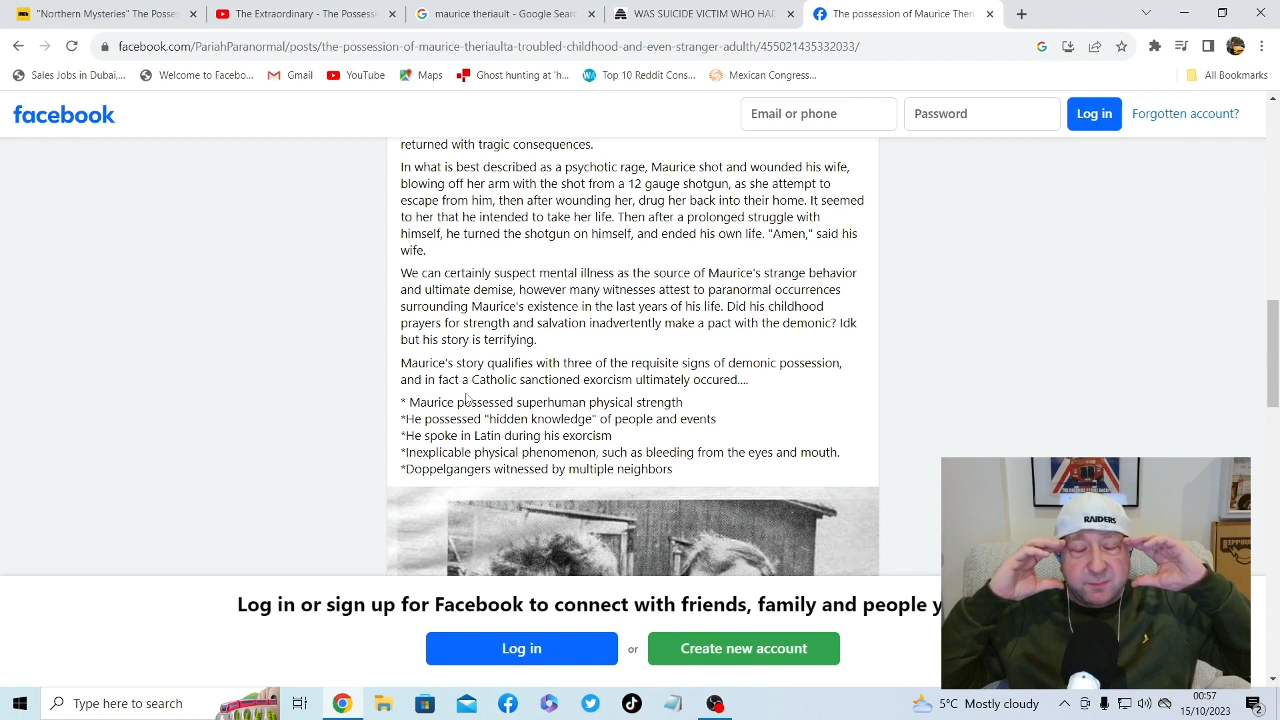 "Northern Mysteries" The Posse
The Extraordinary - The Possess
maurice theriault - Google Searc
WAS SUICIDE VICTIM WHO HAD
The possession of Maurice Theri
facebook.com/PariahParanormal/posts/the-possession-of-maurice-theriaulta-troubled-childhood-and-even-stranger-adulth/455021435332033/
Sales Jobs in Dubai,...
Welcome to Facebo...
Gmail
YouTube
Maps
Ghost hunting at 'h...
Top 10 Reddit Cons...
Mexican Congress...
All Bookmarks
facebook
Email or phone
Password
Log in
Forgotten account?
returned with tragic consequences.
In what is best described as a psychotic rage, Maurice shot and wounded his wife,
blowing off her arm with the shot from a 12 gauge shotgun, as she attempt to
escape from him, then after wounding her, drug her back into their home. It seemed
to her that he intended to take her life. Then after a prolonged struggle with
himself, he turned the shotgun on himself, and ended his own life. "Amen," said his
wife.
We can certainly suspect mental illness as the source of Maurice's strange behavior
and ultimate demise, however many witnesses attest to paranormal occurrences
surrounding Maurice's existence in the last years of his life. Did his childhood
prayers for strength and salvation inadvertently make a pact with the demonic? Idk
but his story is terrifying.
Maurice's story qualifies with three of the requisite signs of demonic possession,
and in fact a Catholic sanctioned exorcism ultimately occured....
* Maurice possessed superhuman physical strength
*He possessed "hidden knowledge" of people and events
*He spoke in Latin during his exorcism
*Inexplicable physical phenomenon, such as bleeding from the eyes and mouth.
*Doppelgangers witnessed by multiple neighbors
RAIDERS
Log in or sign up for Facebook to connect with friends, family and people y
Log in
or
Create new account
Type here to search
5°C Mostly cloudy
00:57
15/10/2023
2